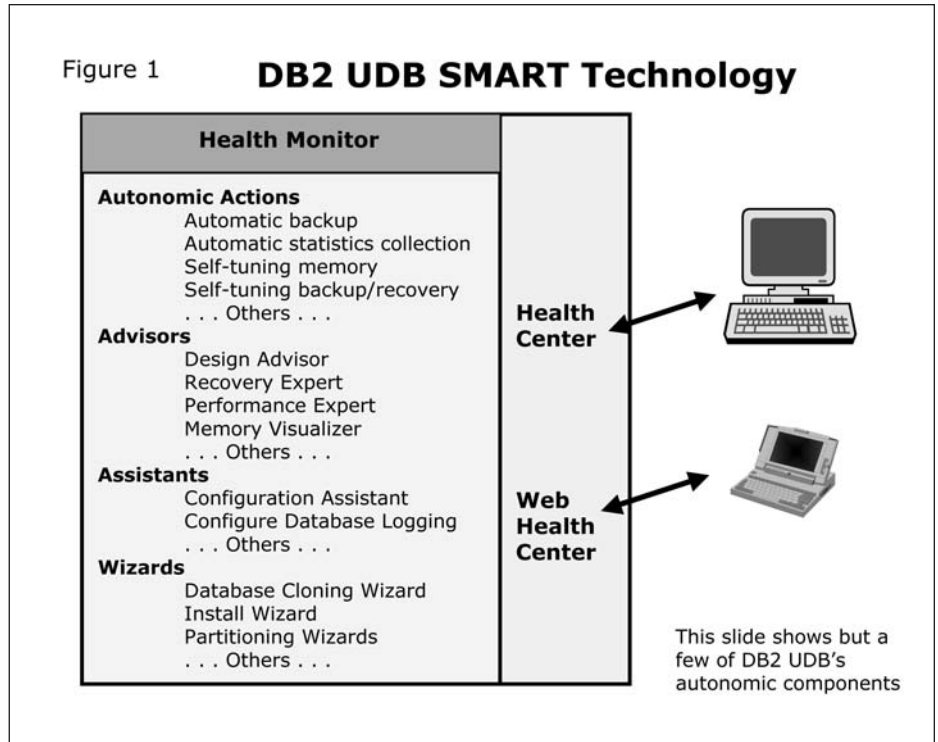 Figure 1
DB2 UDB SMART Technology
Health Monitor
Autonomic Actions
Automatic backup
Automatic statistics collection
Self-tuning memory
Self-tuning backup/recovery
. . . Others . . .
Advisors
Design Advisor
Recovery Expert
Performance Expert
Memory Visualizer
. . . Others . . .
Assistants
Configuration Assistant
Configure Database Logging
. . . Others . . .
Wizards
Database Cloning Wizard
Install Wizard
Partitioning Wizards
. . . Others . . .
Health
Center
Web
Health
Center
This slide shows but a
few of DB2 UDB’s
autonomic components